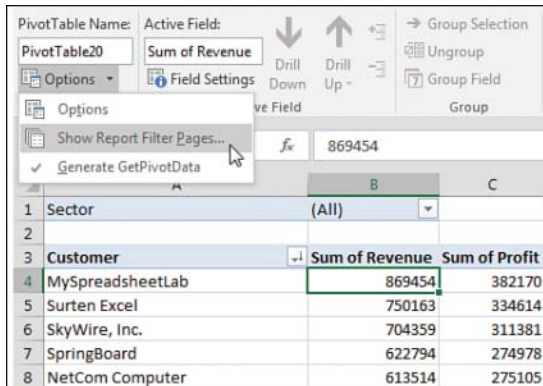 PivotTable Name: Active Field:
PivotTable20 Sum of Revenue
Options Field Settings
Drill Down Drill Up
Group Selection
Ungroup
Group Field
ve Field Group
Options
Show Report Filter Pages...
✓ Generate GetPivotData
fx 869454
A B C
1 Sector (All)
2
3 Customer Sum of Revenue Sum of Profit
4 MySpreadsheetLab 869454 382170
5 Surten Excel 750163 334614
6 SkyWire, Inc. 704359 311381
7 SpringBoard 622794 274978
8 NetCom Computer 613514 275105